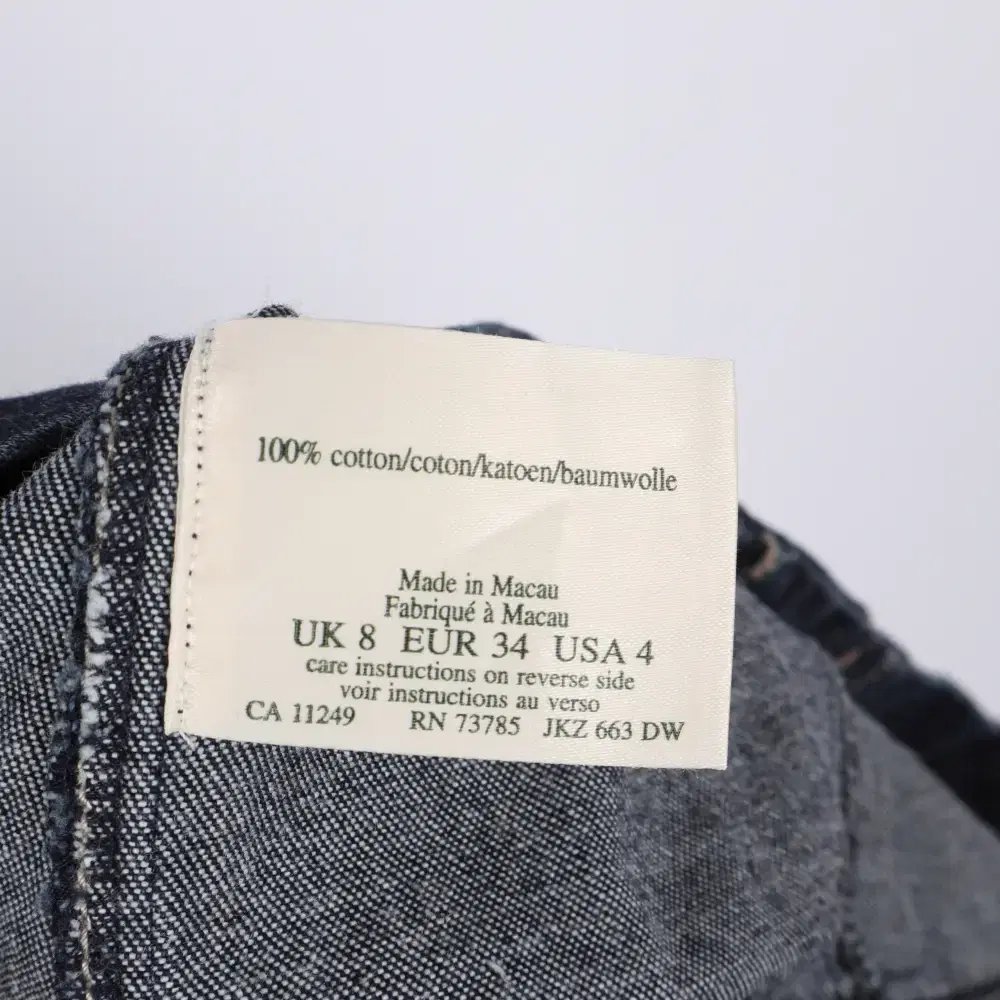 100% cotton/coton/katoen/baumwolle
Made in Macau
Fabriqué à Macau
UK 8 EUR 34 USA 4
care instructions on reverse side
voir instructions au verso
CA 11249 RN 73785 JKZ 663 DW